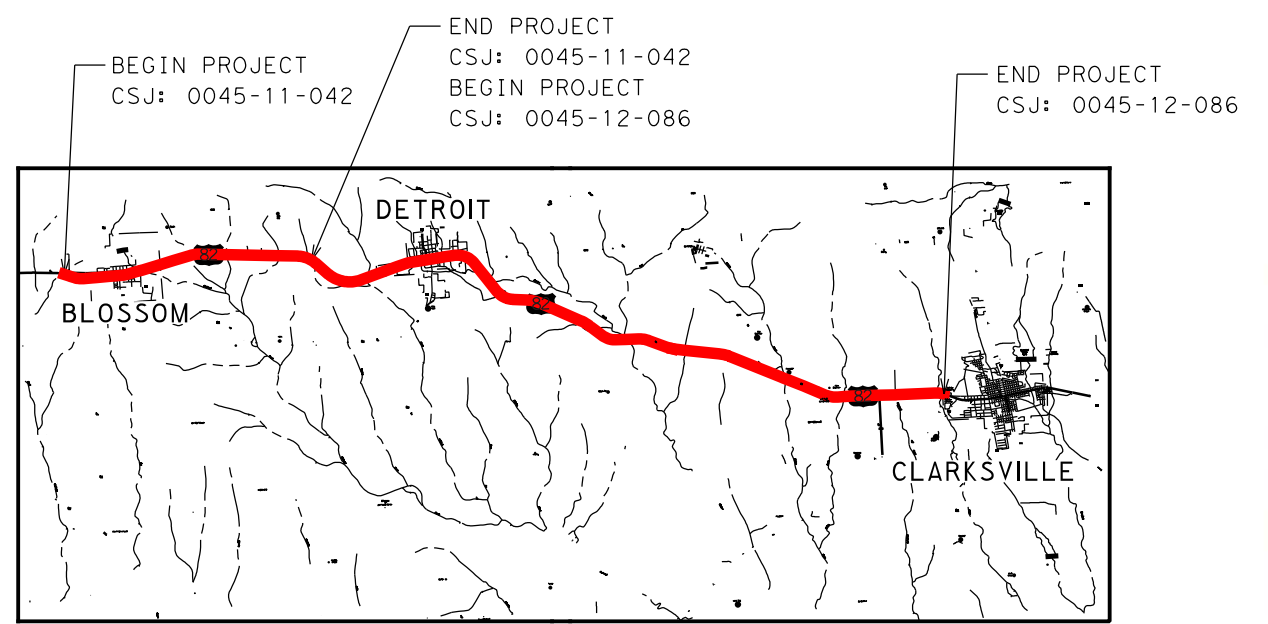 END PROJECT
CSJ: 0045-11-042
BEGIN PROJECT
CSJ: 0045-12-086
BEGIN PROJECT
CSJ: 0045-11-042
END PROJECT
CSJ: 0045-12-086
DETROIT
82
BLOSSOM
82
82
CLARKSVILLE